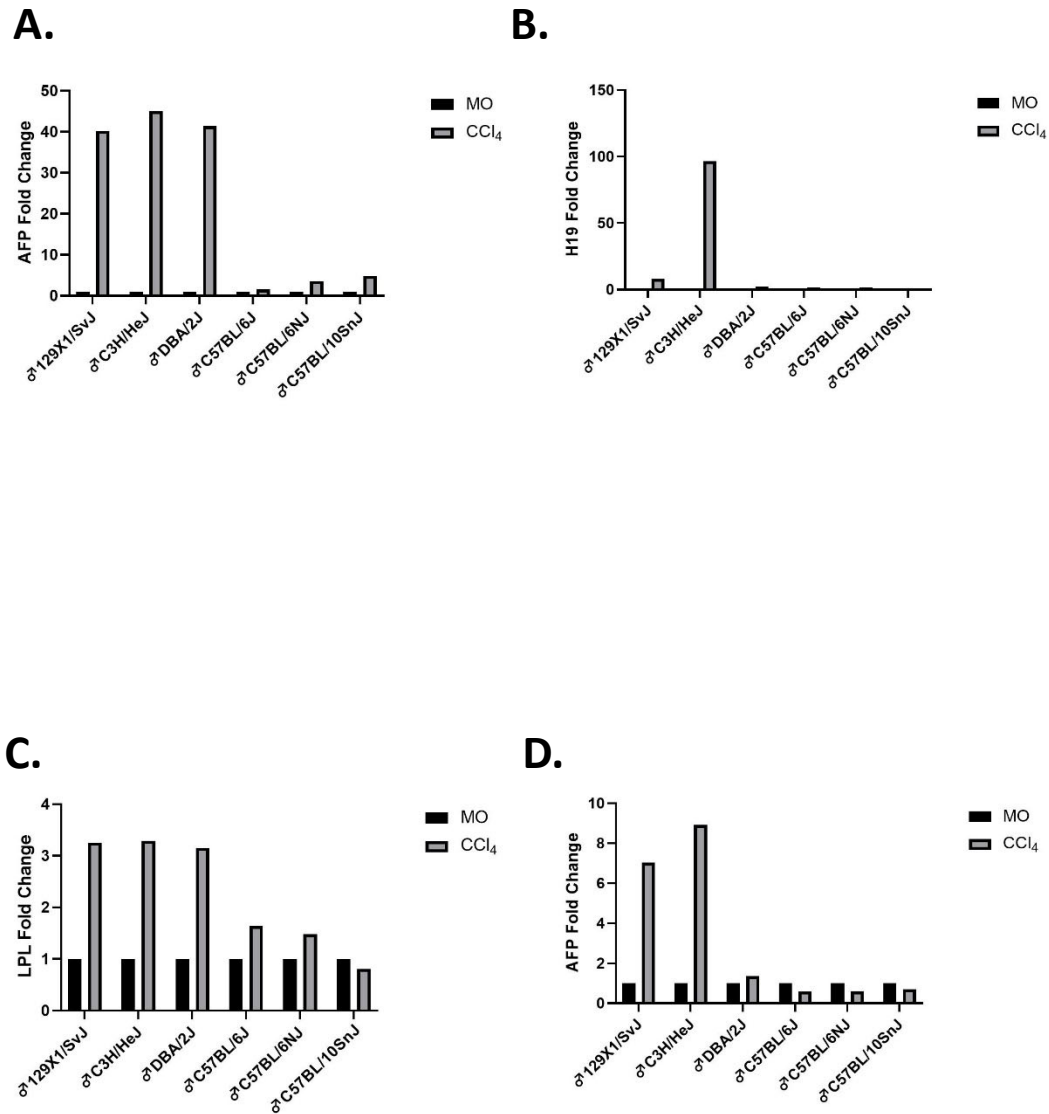 A.
50
40
30
20
10
0
AFP Fold Change
MO
CCl₄
♂129X1/SvJ
♂C3H/HeJ
♂DBA/2J
♂C57BL/6J
♂C57BL/6NJ
♂C57BL/10SnJ
B.
150
100
50
0
H19 Fold Change
MO
CCl₄
♂129X1/SvJ
♂C3H/HeJ
♂DBA/2J
♂C57BL/6J
♂C57BL/6NJ
♂C57BL/10SnJ
C.
4
3
2
1
0
LPL Fold Change
MO
CCl₄
♂129X1/SvJ
♂C3H/HeJ
♂DBA/2J
♂C57BL/6J
♂C57BL/6NJ
♂C57BL/10SnJ
D.
10
8
6
4
2
0
AFP Fold Change
MO
CCl₄
♂129X1/SvJ
♂C3H/HeJ
♂DBA/2J
♂C57BL/6J
♂C57BL/6NJ
♂C57BL/10SnJ